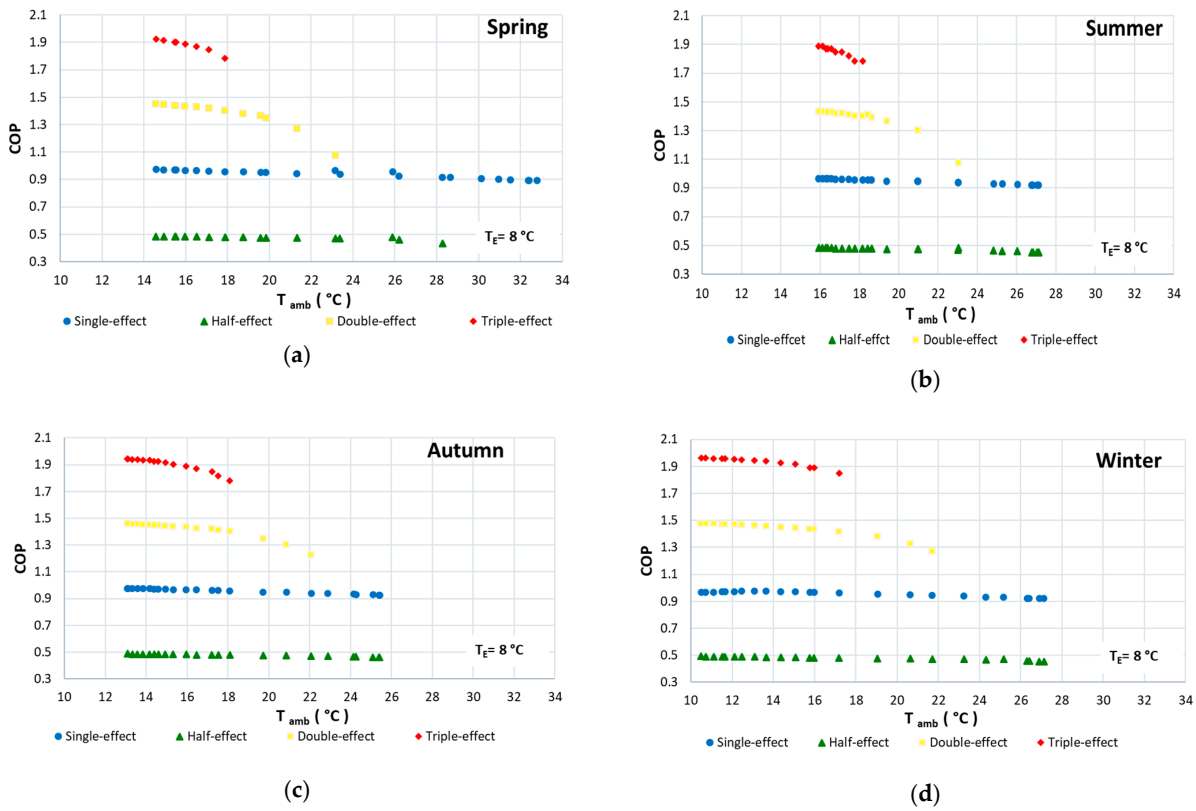 Spring
COP
2.1
1.9
1.7
1.5
1.3
1.1
0.9
0.7
0.5
0.3
T_E= 8 °C
10 12 14 16 18 20 22 24 26 28 30 32 34
T amb ( °C)
Single-effect Half-effect Double-effect Triple-effect
(a)
Summer
COP
2.1
1.9
1.7
1.5
1.3
1.1
0.9
0.7
0.5
0.3
T_E= 8 °C
10 12 14 16 18 20 22 24 26 28 30 32 34
T amb ( °C)
Single-effcet Half-effct Double-effect Triple-effect
(b)
Autumn
COP
2.1
1.9
1.7
1.5
1.3
1.1
0.9
0.7
0.5
0.3
T_E= 8 °C
10 12 14 16 18 20 22 24 26 28 30 32 34
T amb ( °C)
Single-effect Half-effect Double-effect Triple-effect
(c)
Winter
COP
2.1
1.9
1.7
1.5
1.3
1.1
0.9
0.7
0.5
0.3
T_E= 8 °C
10 12 14 16 18 20 22 24 26 28 30 32 34
T amb ( °C)
Single-effect Half-effect Double-effect Triple-effect
(d)